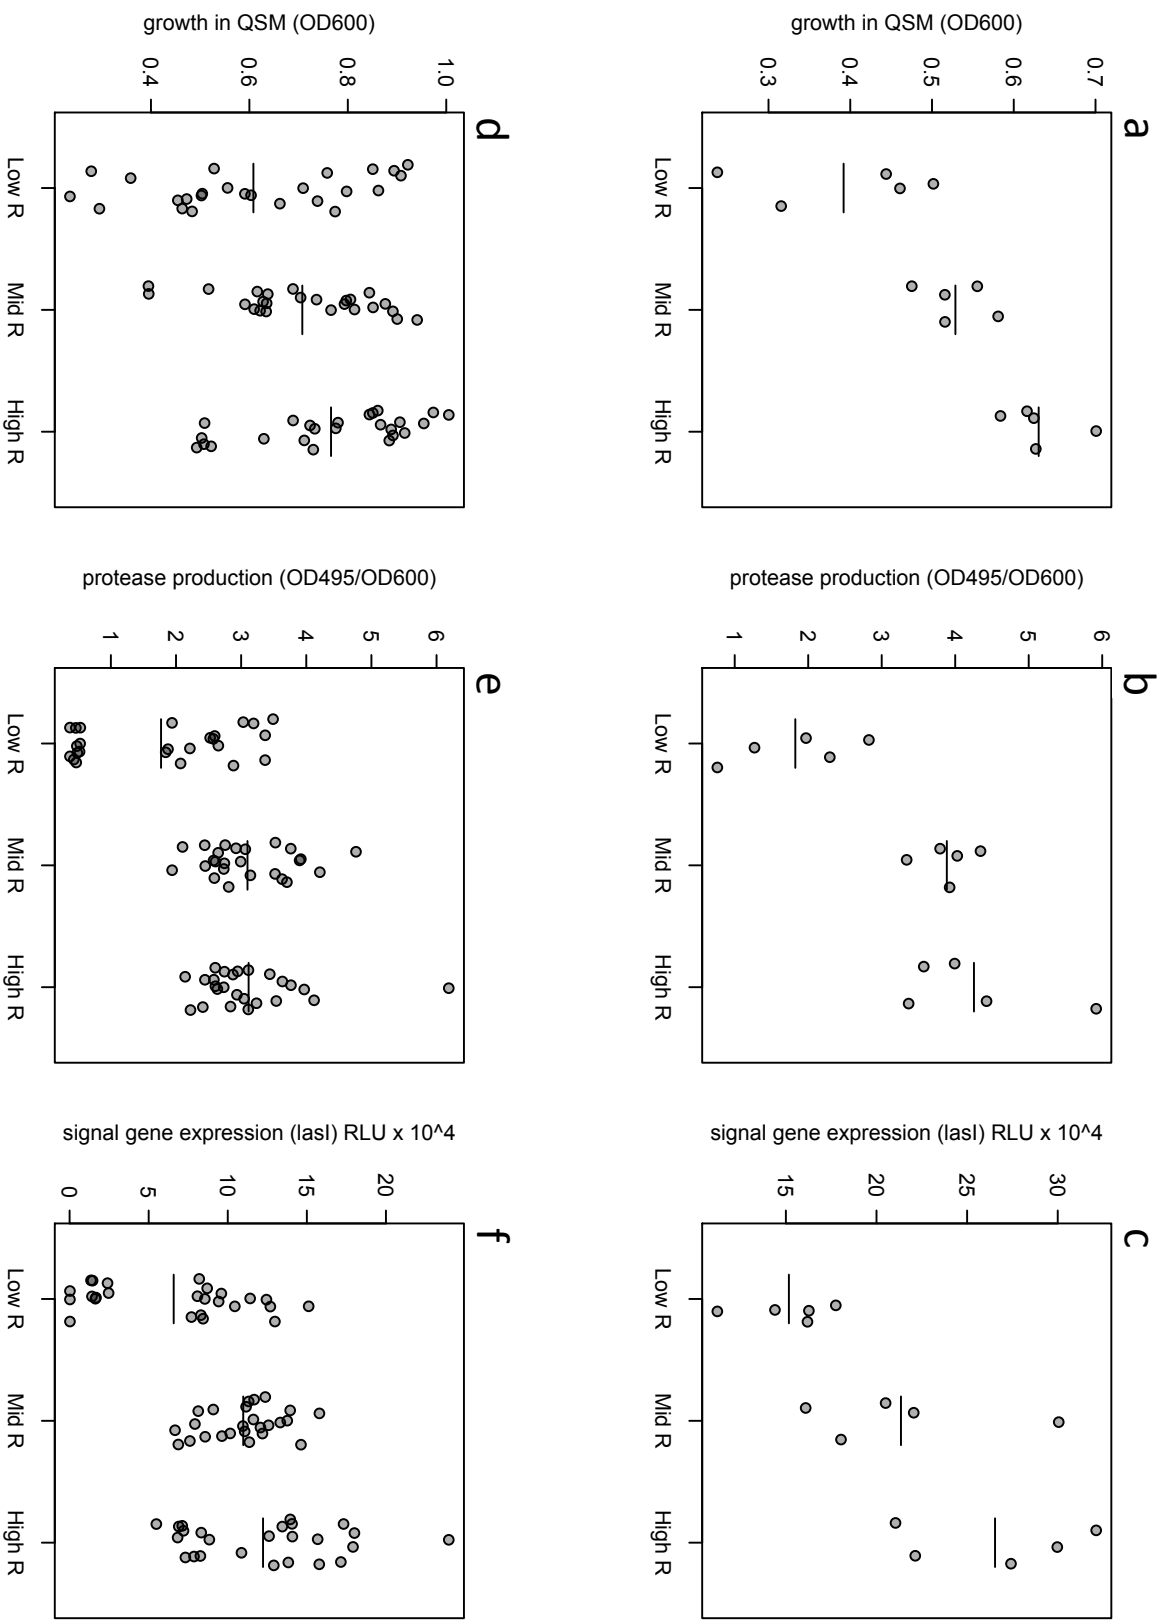 a
growth in QSM (OD600)
0.3 0.4 0.5 0.6 0.7
Low R Mid R High R
b
protease production (OD495/OD600)
1 2 3 4 5 6
Low R Mid R High R
c
signal gene expression (lasI) RLU x 10^4
15 20 25 30
Low R Mid R High R
d
growth in QSM (OD600)
0.4 0.6 0.8 1.0
Low R Mid R High R
e
protease production (OD495/OD600)
1 2 3 4 5 6
Low R Mid R High R
f
signal gene expression (lasI) RLU x 10^4
0 5 10 15 20
Low R Mid R High R